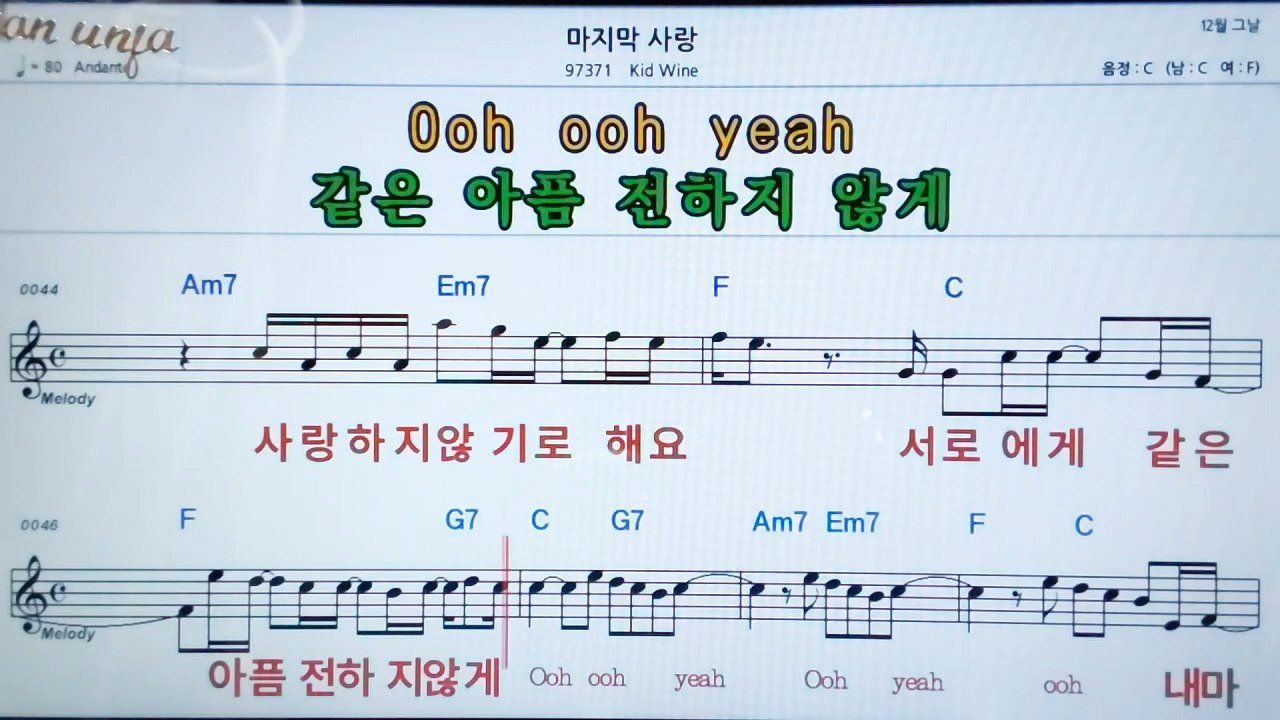 an unja
마지막 사랑
12월 그날
♩= 80 Andante
97371 Kid Wine
음정 : C (남 : C 여 : F)
Ooh ooh yeah
같은 아픔 전하지 않게
0044 Am7 Em7 F C
Melody
사랑하지않 기로 해요 서로 에게 같은
0046 F G7 C G7 Am7 Em7 F C
Melody
아픔 전하 지않게 Ooh ooh yeah Ooh yeah ooh 내마